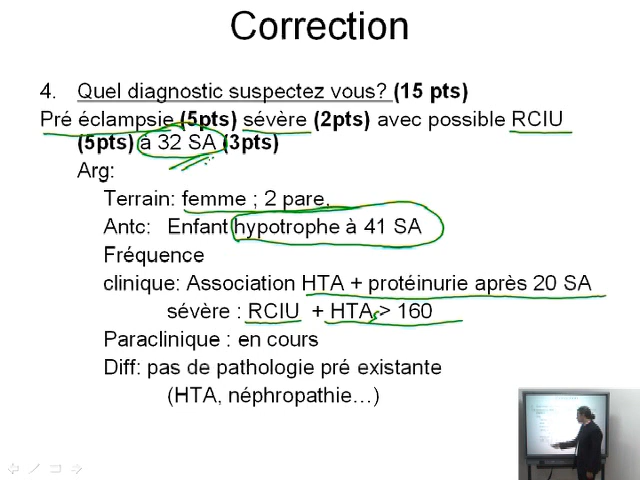 Correction
4. Quel diagnostic suspectez vous? (15 pts)
Pré éclampsie (5pts) sévère (2pts) avec possible RCIU
(5pts) à 32 SA (3pts)
Arg:
Terrain: femme ; 2 pare,
Antc: Enfant hypotrophe à 41 SA
Fréquence
clinique: Association HTA + protéinurie après 20 SA
sévère : RCIU + HTA > 160
Paraclinique : en cours
Diff: pas de pathologie pré existante
(HTA, néphropathie…)